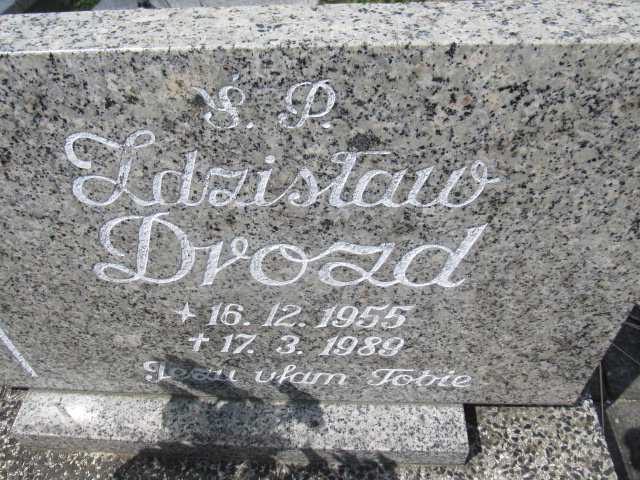 Ś. P.
Zdzisław
Drozd
+ 16. 12. 1955
+ 17. 3. 1989
Jezu ufam Tobie